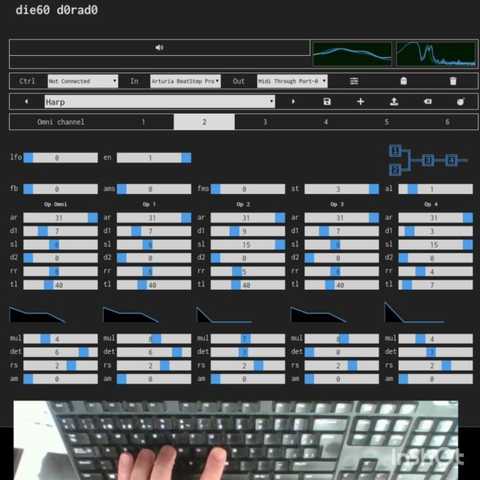 die60 d0rad0
Ctrl Not Connected In Arturia BeatStep Pro Out Midi Through Port-0
Harp
Omni channel 1 2 3 4 5 6
lfo 0 en 1
1
2
3
4
fb 0 ams 0 fms 0 st 3 al 1
Op Omni Op 1 Op 2 Op 3 Op 4
ar 31 ar 31 ar 31 ar 31 ar 31
d1 7 d1 7 d1 9 d1 7 d1 3
sl 6 sl 6 sl 15 sl 6 sl 15
d2 0 d2 0 d2 0 d2 0 d2 0
rr 6 rr 6 rr 5 rr 6 rr 4
tl 40 tl 40 tl 40 tl 40 tl 7
mul 4 mul 8 mul mul 8 mul 4
det 6 det 6 det det 0 det
rs 2 rs 2 rs 2 rs 2 rs 2
am 0 am 0 am 0 am 0 am 0
InShOt